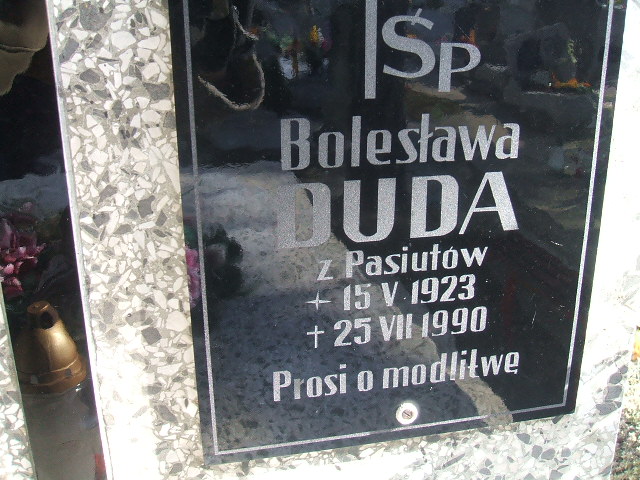 ŚP
Bolesława
DUDA
z Pasiutów
15 V 1923
† 25 VII 1990
Prosi o modlitwę